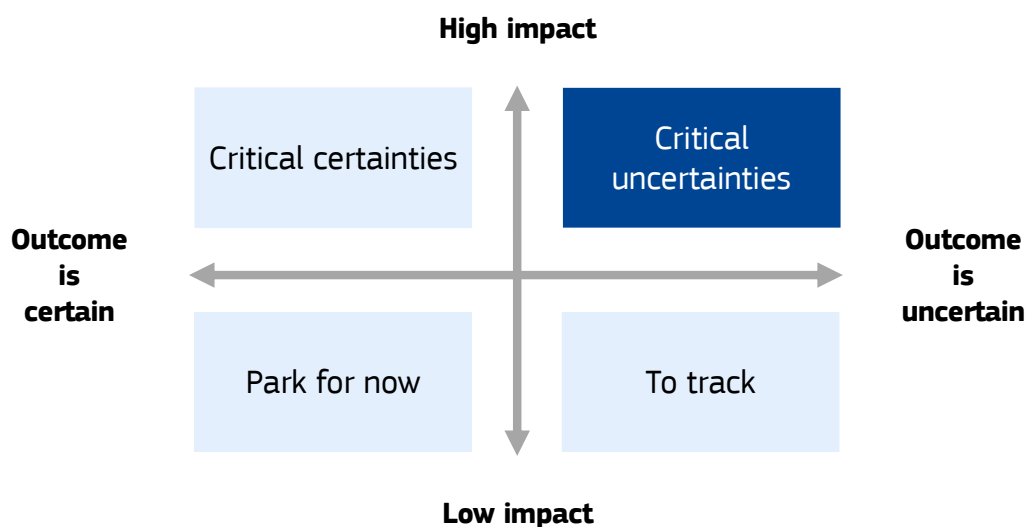 High impact
Critical certainties
Critical
uncertainties
Outcome
is
certain
Outcome
is
uncertain
Park for now
To track
Low impact